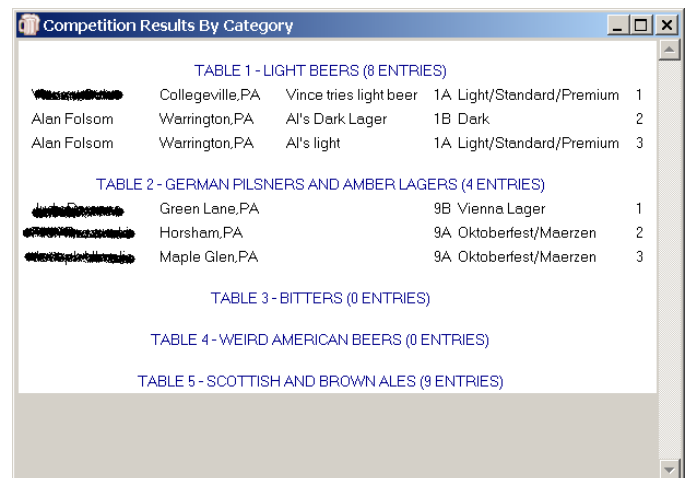 Competition Results By Category
TABLE 1 - LIGHT BEERS (8 ENTRIES)
Collegeville,PA Vince tries light beer 1A Light/Standard/Premium 1
Alan Folsom Warrington,PA Al's Dark Lager 1B Dark 2
Alan Folsom Warrington,PA Al's light 1A Light/Standard/Premium 3
TABLE 2 - GERMAN PILSNERS AND AMBER LAGERS (4 ENTRIES)
Green Lane,PA 9B Vienna Lager 1
Horsham,PA 9A Oktoberfest/Maerzen 2
Maple Glen,PA 9A Oktoberfest/Maerzen 3
TABLE 3 - BITTERS (0 ENTRIES)
TABLE 4 - WEIRD AMERICAN BEERS (0 ENTRIES)
TABLE 5 - SCOTTISH AND BROWN ALES (9 ENTRIES)